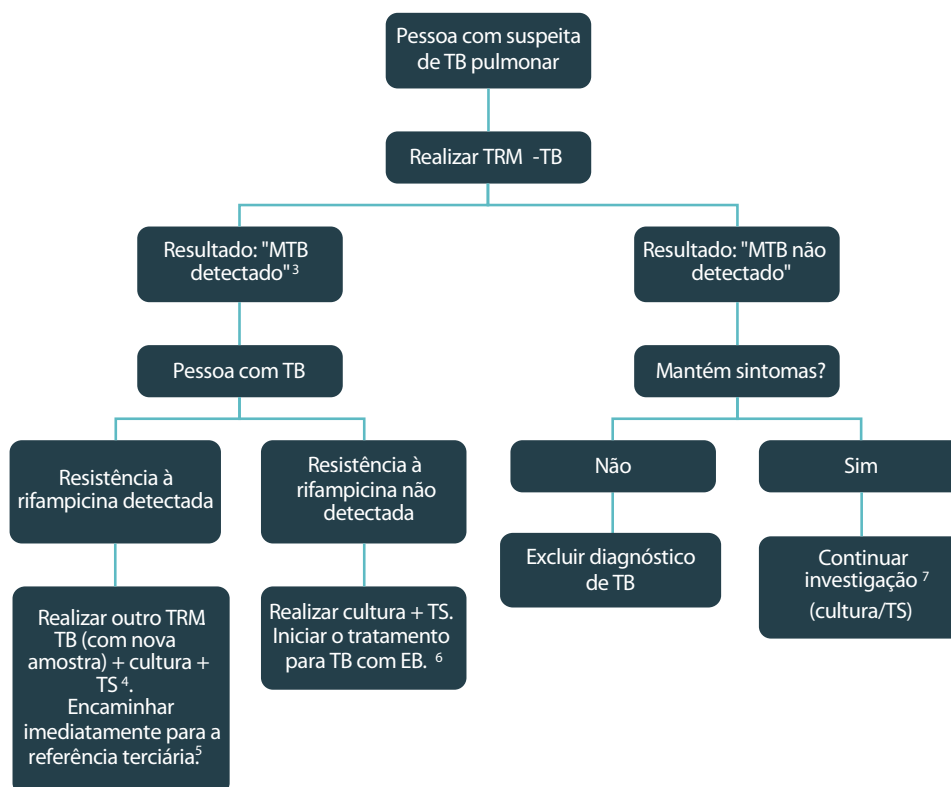 Pessoa com suspeita
de TB pulmonar
Realizar TRM -TB
Resultado: "MTB
detectado" 3
Resultado: "MTB não
detectado"
Pessoa com TB
Mantém sintomas?
Resistência à
rifampicina detectada
Resistência à
rifampicina não
detectada
Não
Sim
Realizar outro TRM
TB (com nova
amostra) + cultura +
TS 4.
Encaminhar
imediatamente para a
referência terciária.5
Realizar cultura + TS.
Iniciar o tratamento
para TB com EB. 6
Excluir diagnóstico
de TB
Continuar
investigação 7
(cultura/TS)